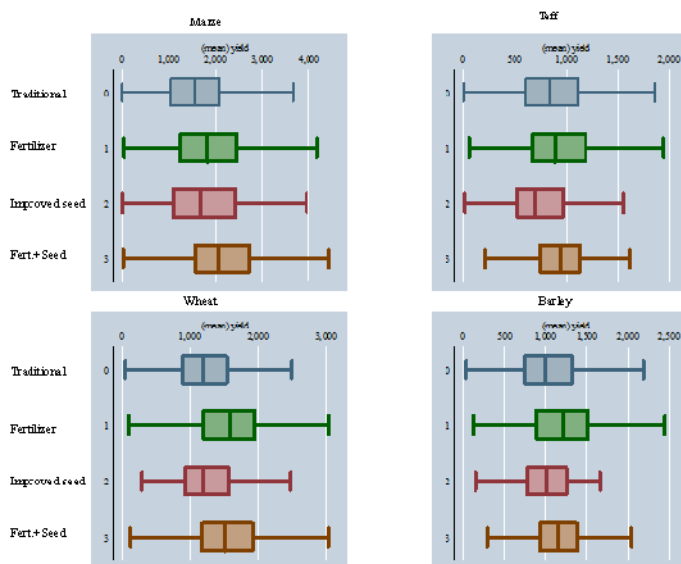 Maize
(mean) yield
0 1,000 2,000 3,000 4,000
Traditional 0
Fertilizer 1
Improved seed 2
Fert.+ Seed 3
Taff
(mean) yield
0 500 1,000 1,500 2,000
0
1
2
3
Wheat
(mean) yield
0 1,000 2,000 3,000
Traditional 0
Fertilizer 1
Improved seed 2
Fert.+ Seed 3
Barley
(mean) yield
0 500 1,000 1,500 2,000 2,500
0
1
2
3